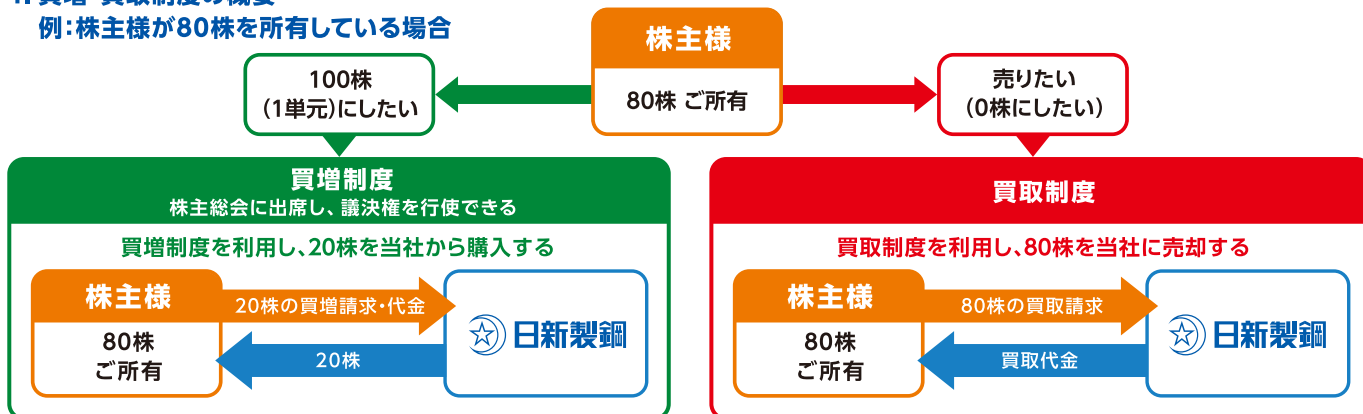 例:株主様が80株を所有している場合
株主様
80株 ご所有
100株
(1単元)にしたい
売りたい
(0株にしたい)
買増制度
株主総会に出席し、議決権を行使できる
買増制度を利用し、20株を当社から購入する
株主様
80株
ご所有
20株の買増請求・代金
20株
日新製鋼
買取制度
買取制度を利用し、80株を当社に売却する
株主様
80株
ご所有
80株の買取請求
買取代金
日新製鋼